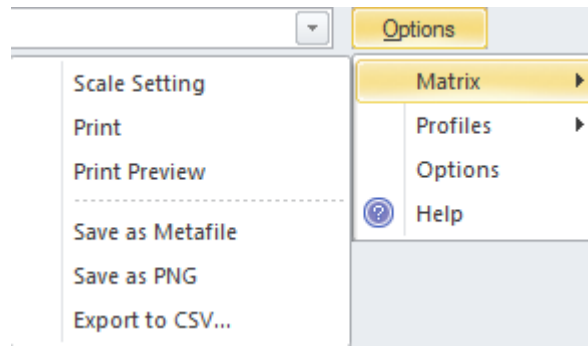 Options
Scale Setting
Print
Print Preview
Save as Metafile
Save as PNG
Export to CSV...
Matrix
Profiles
Options
Help